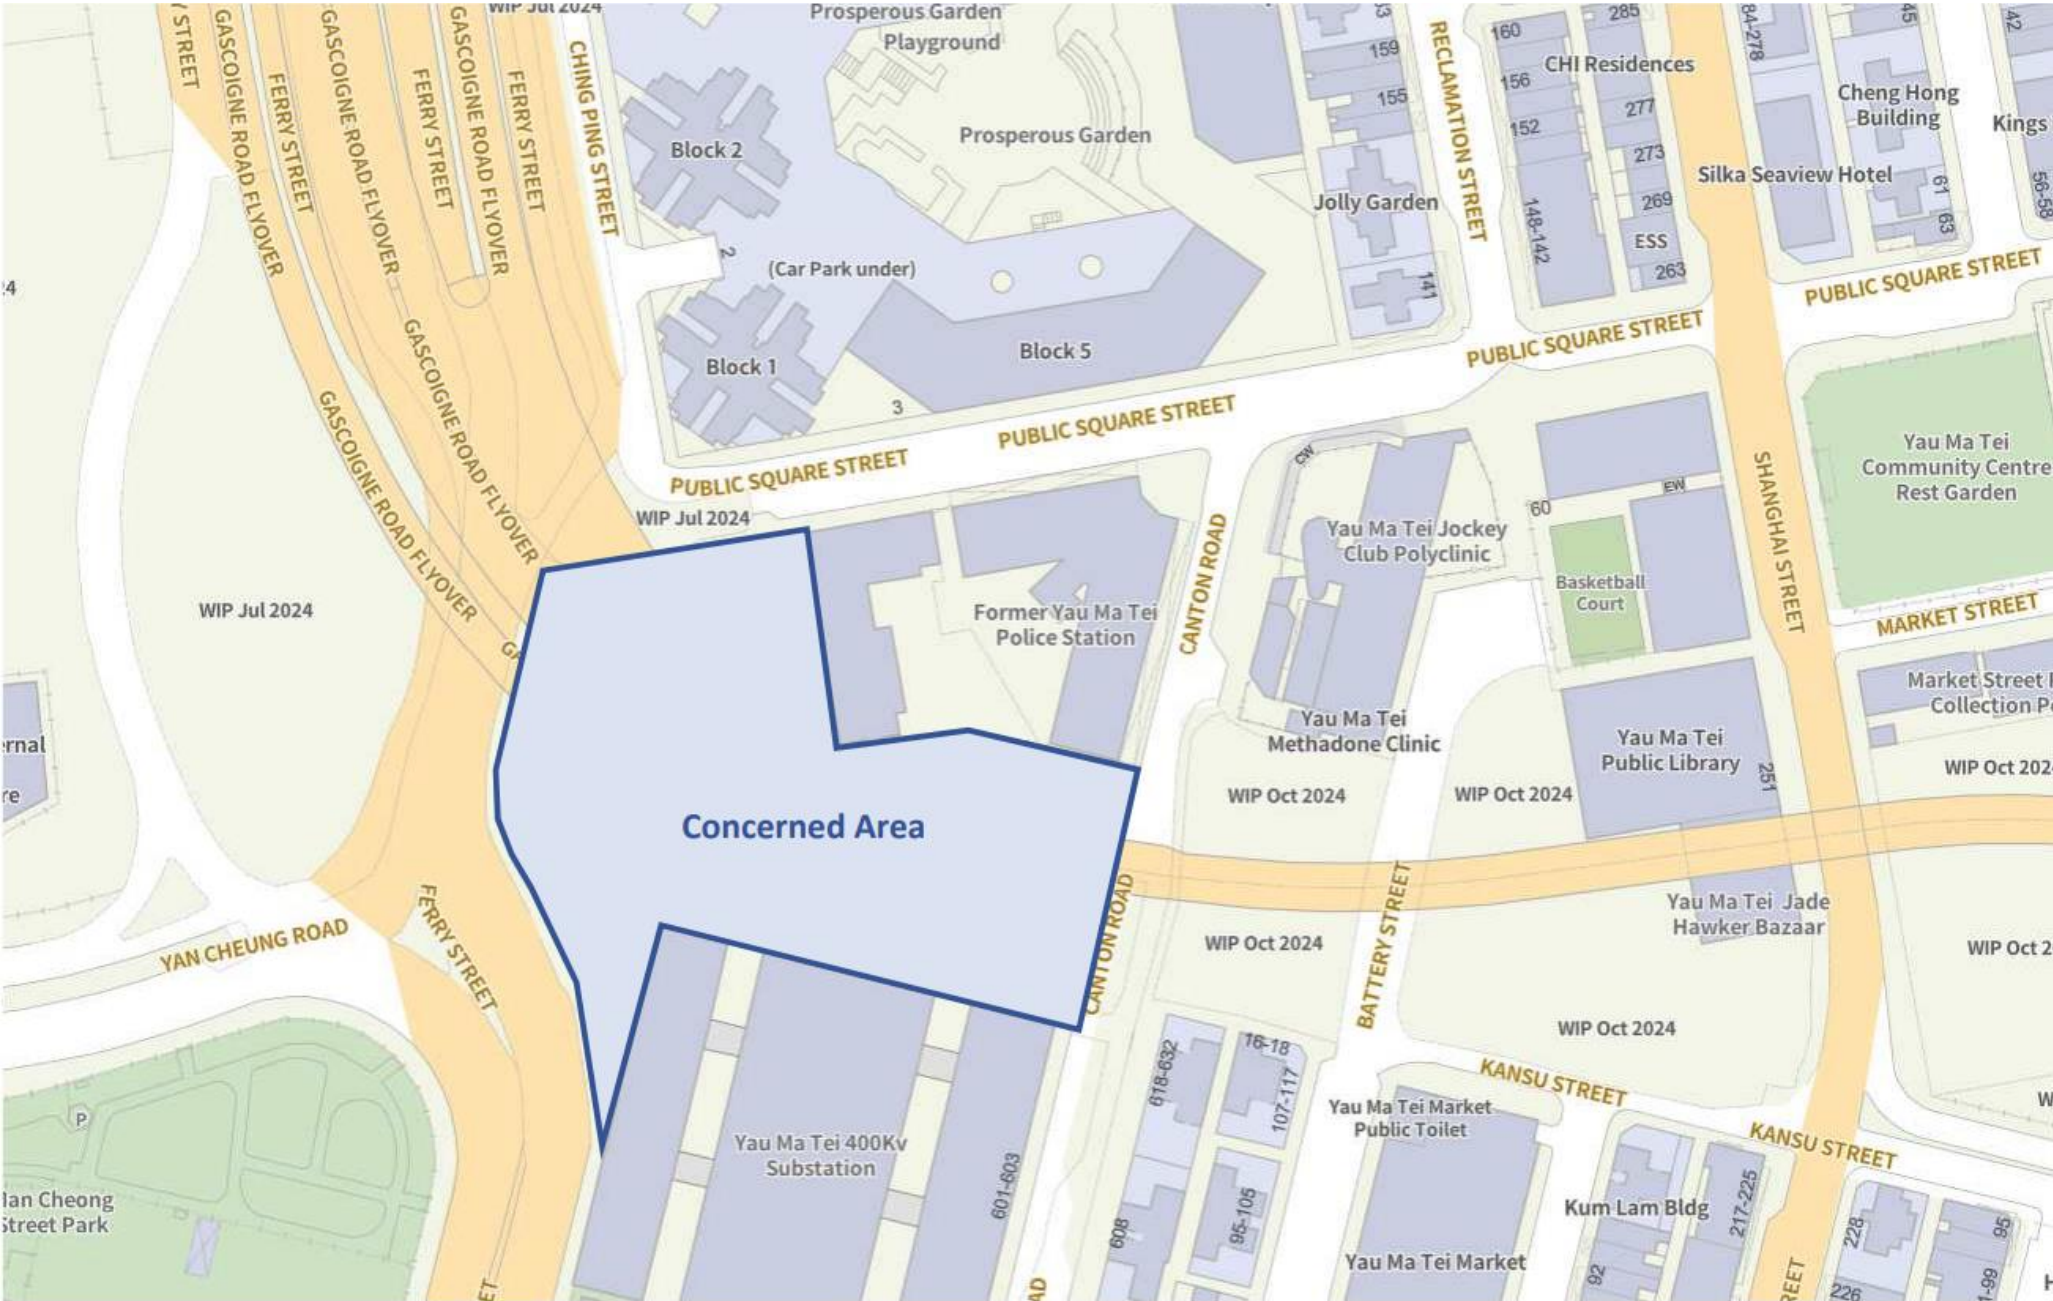 WIP Jul 2024
Prosperous Garden
Playground
159
155
160
156
152
148-142
285
CHI Residences
277
273
269
ESS
263
84-278
45
42
Cheng Hong
Building
Kings
56-58
61
63
Silka Seaview Hotel
STREET
GASCOIGNE ROAD FLYOVER
FERRY STREET
GASCOIGNE ROAD FLYOVER
FERRY STREET
GASCOIGNE ROAD FLYOVER
FERRY STREET
CHING PING STREET
Block 2
Prosperous Garden
Jolly Garden
RECLAMATION STREET
141
2
(Car Park under)
Block 1
Block 5
3
PUBLIC SQUARE STREET
PUBLIC SQUARE STREET
PUBLIC SQUARE STREET
PUBLIC SQUARE STREET
GASCOIGNE ROAD FLYOVER
GASCOIGNE ROAD FLYOVER
WIP Jul 2024
WIP Jul 2024
Former Yau Ma Tei
Police Station
CANTON ROAD
CW
Yau Ma Tei Jockey
Club Polyclinic
60
EW
Basketball
Court
SHANGHAI STREET
Yau Ma Tei
Community Centre
Rest Garden
MARKET STREET
Market Street
Collection
Yau Ma Tei
Methadone Clinic
Yau Ma Tei
Public Library
251
WIP Oct 2024
WIP Oct 2024
WIP Oct 202
Concerned Area
CANTON ROAD
BATTERY STREET
Yau Ma Tei Jade
Hawker Bazaar
WIP Oct 2024
WIP Oct 2
WIP Oct 2024
YAN CHEUNG ROAD
FERRY STREET
P
Man Cheong
Street Park
Yau Ma Tei 400Kv
Substation
601-603
618-632
16-18
107-117
608
95-105
KANSU STREET
KANSU STREET
Yau Ma Tei Market
Public Toilet
Yau Ma Tei Market
Kum Lam Bldg
92
217-225
228
226
95